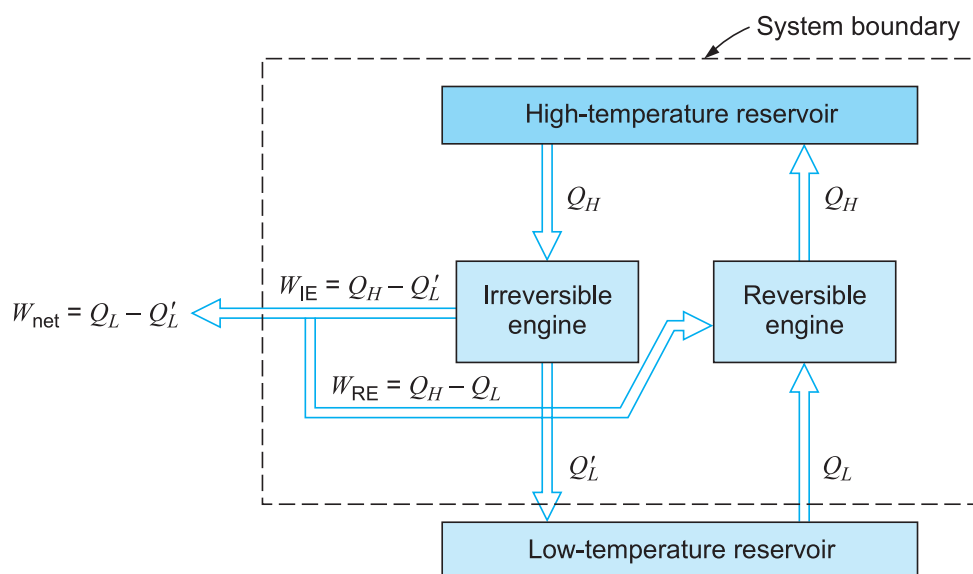 System boundary
High-temperature reservoir
Q_H
Q_H
W_IE = Q_H − Q′_L
W_net = Q_L − Q′_L
Irreversible
engine
Reversible
engine
W_RE = Q_H − Q_L
Q′_L
Q_L
Low-temperature reservoir